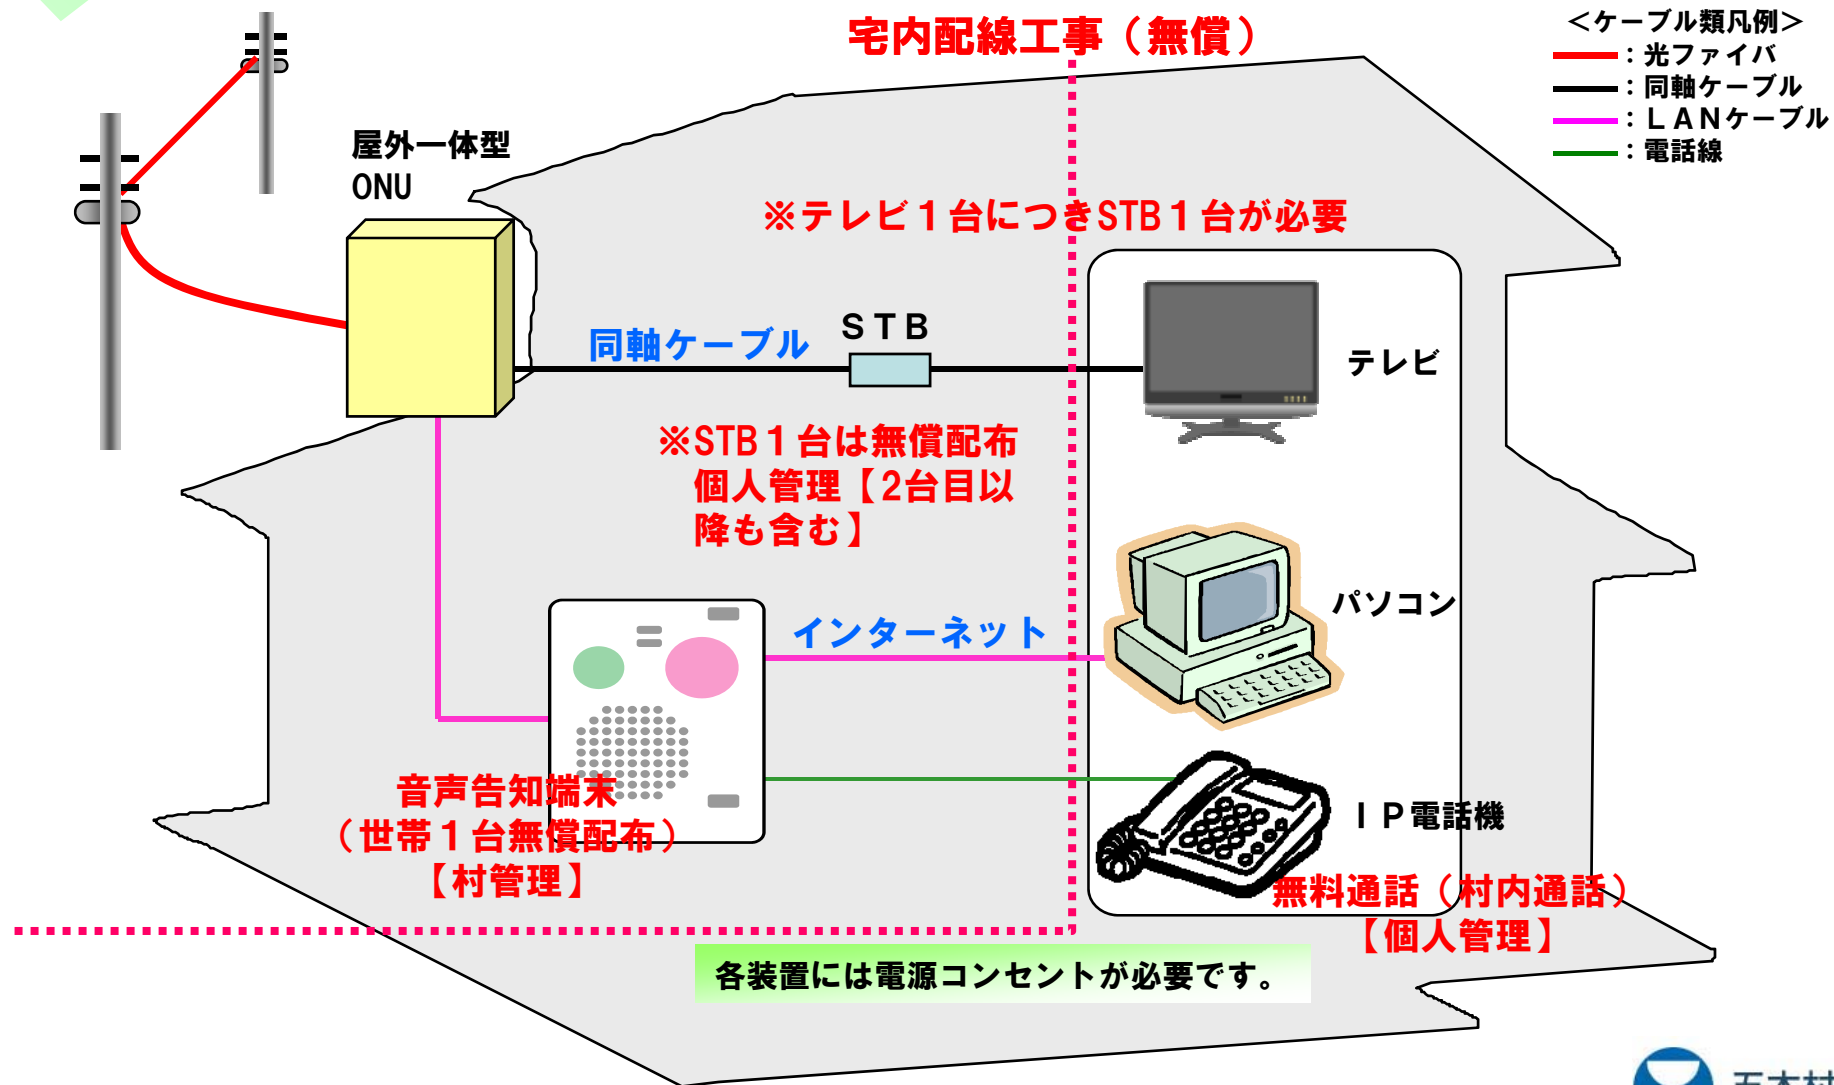 宅内配線工事（無償）
＜ケーブル類凡例＞
：光ファイバ
：同軸ケーブル
：ＬＡＮケーブル
：電話線
屋外一体型
ONU
※テレビ１台につきSTB１台が必要
同軸ケーブル
ＳＴＢ
テレビ
※STB１台は無償配布
個人管理【2台目以
降も含む】
インターネット
パソコン
音声告知端末
（世帯１台無償配布）
【村管理】
ＩＰ電話機
無料通話（村内通話）
【個人管理】
各装置には電源コンセントが必要です。
五木村